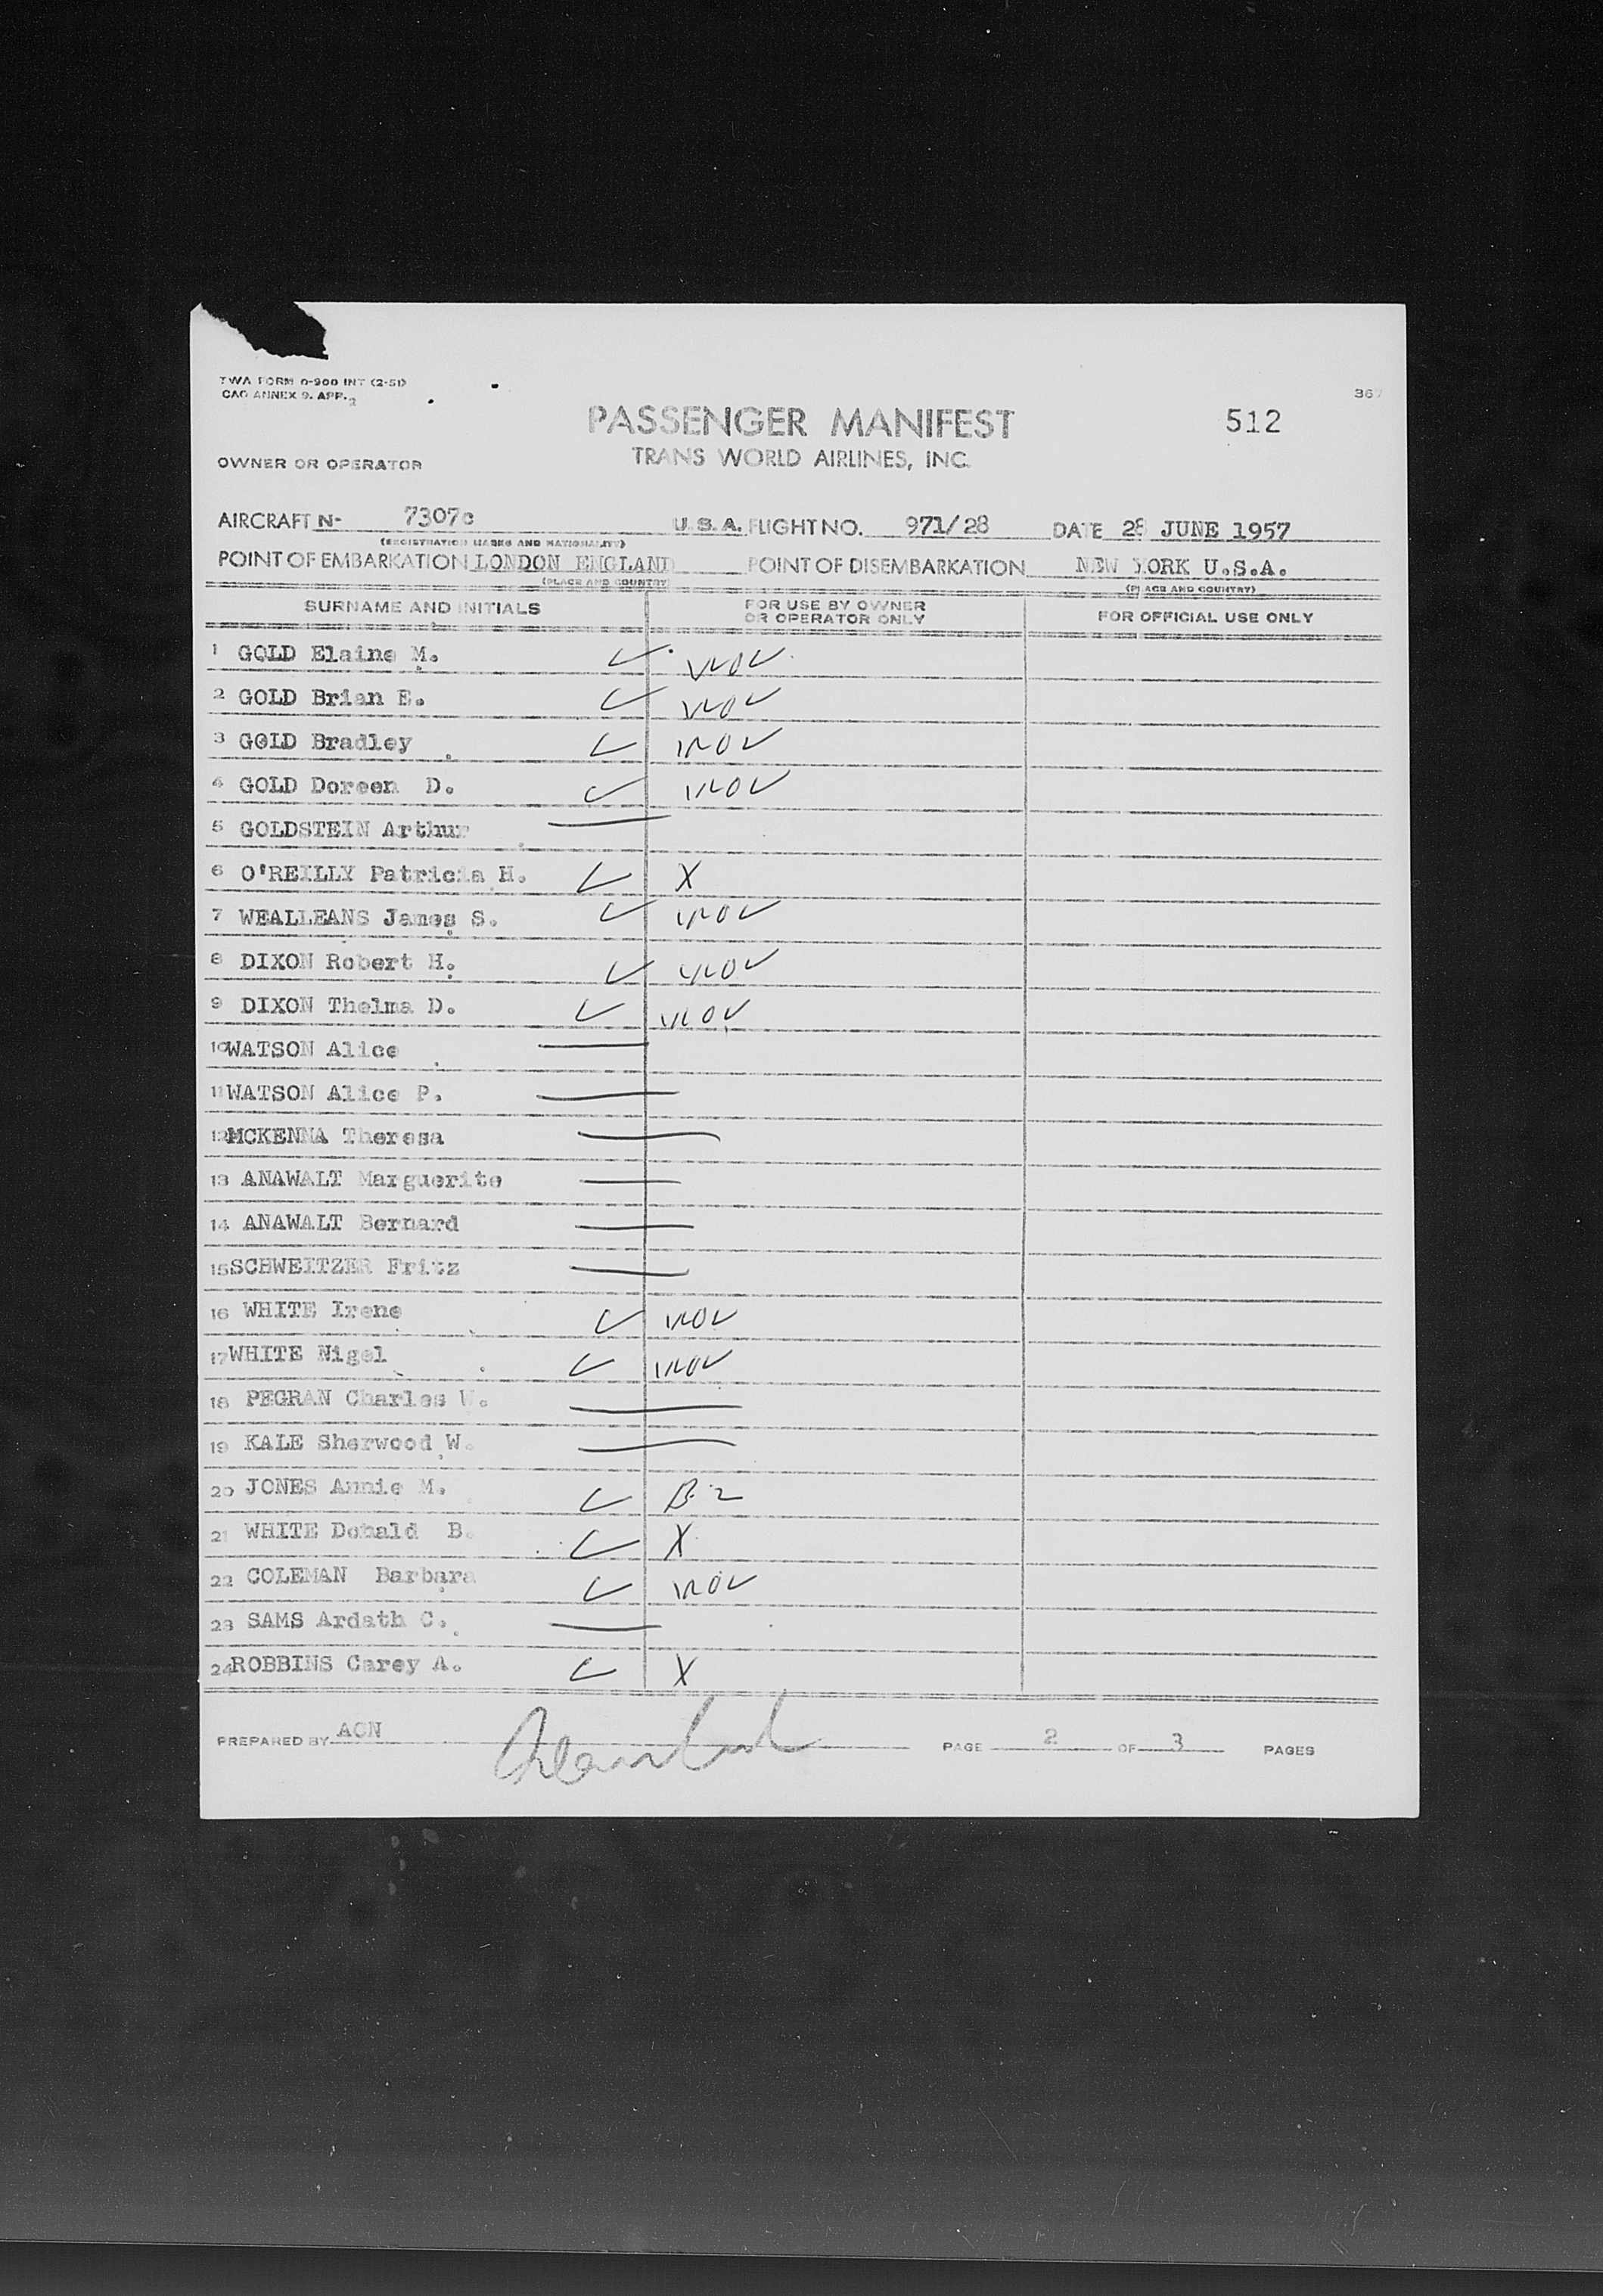 TWA FORM 0-900 INT (2-51)
CAO ANNEX 9. APP. 2
367
PASSENGER MANIFEST
512
TRANS WORLD AIRLINES, INC.
OWNER OR OPERATOR
AIRCRAFT N- 7307c U.S.A. FLIGHT NO. 971/28 DATE 28 JUNE 1957
(REGISTRATION MARKS AND NATIONALITY)
POINT OF EMBARKATION LONDON ENGLAND POINT OF DISEMBARKATION NEW YORK U.S.A.
(PLACE AND COUNTRY) (PLACE AND COUNTRY)
SURNAME AND INITIALS FOR USE BY OWNER OR OPERATOR ONLY FOR OFFICIAL USE ONLY
1 GOLD Elaine M.
2 GOLD Brian E.
3 GOLD Bradley
4 GOLD Doreen D.
5 GOLDSTEIN Arthur
6 O'REILLY Patricia H. X
7 WEALLEANS James S.
8 DIXON Robert H.
9 DIXON Thelma D.
10 WATSON Alice
11 WATSON Alice P.
12 MCKENNA Theresa
13 ANAWALT Marguerite
14 ANAWALT Bernard
15 SCHWEITZER Fritz
16 WHITE Irene
17 WHITE Nigel
18 PEGRAN Charles W.
19 KALE Sherwood W.
20 JONES Annie M. B-2
21 WHITE Donald B. X
22 COLEMAN Barbara
23 SAMS Ardath C.
24 ROBBINS Carey A. X
PREPARED BY AON PAGE 2 OF 3 PAGES